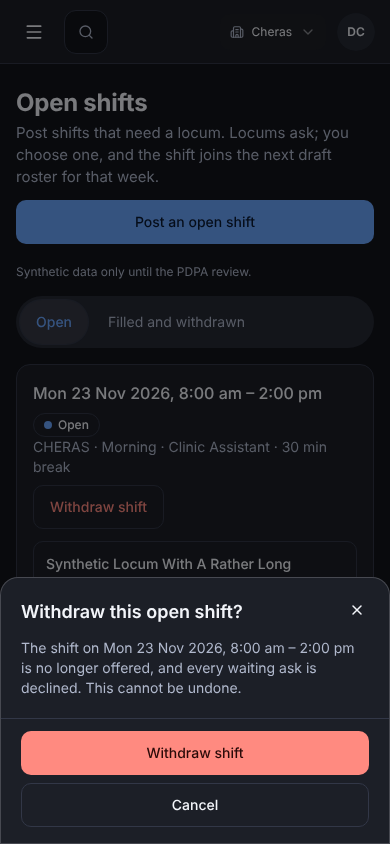 Cheras
DC
Open shifts
Post shifts that need a locum. Locums ask; you
choose one, and the shift joins the next draft
roster for that week.
Post an open shift
Synthetic data only until the PDPA review.
Open
Filled and withdrawn
Mon 23 Nov 2026, 8:00 am – 2:00 pm
Open
CHERAS · Morning · Clinic Assistant · 30 min
break
Withdraw shift
Synthetic Locum With A Rather Long
Withdraw this open shift?
The shift on Mon 23 Nov 2026, 8:00 am – 2:00 pm
is no longer offered, and every waiting ask is
declined. This cannot be undone.
Withdraw shift
Cancel